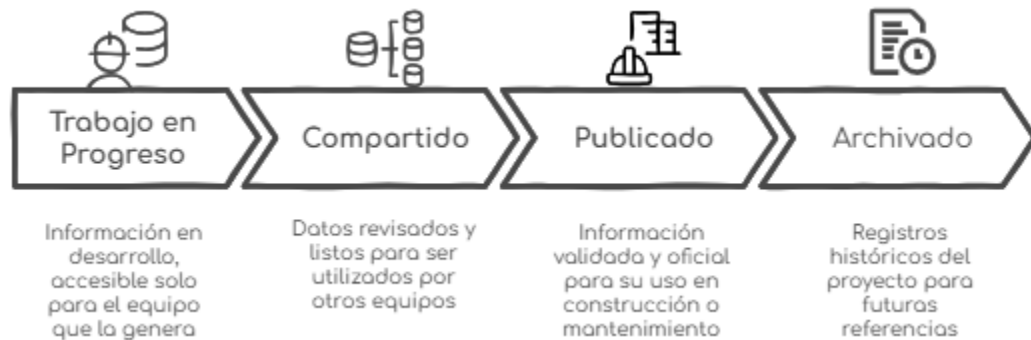 Trabajo en
Progreso
Compartido
Publicado
Archivado
Información en
desarrollo,
accesible solo
para el equipo
que la genera
Datos revisados y
listos para ser
utilizados por
otros equipos
Información
validada y oficial
para su uso en
construcción o
mantenimiento
Registros
históricos del
proyecto para
futuras
referencias